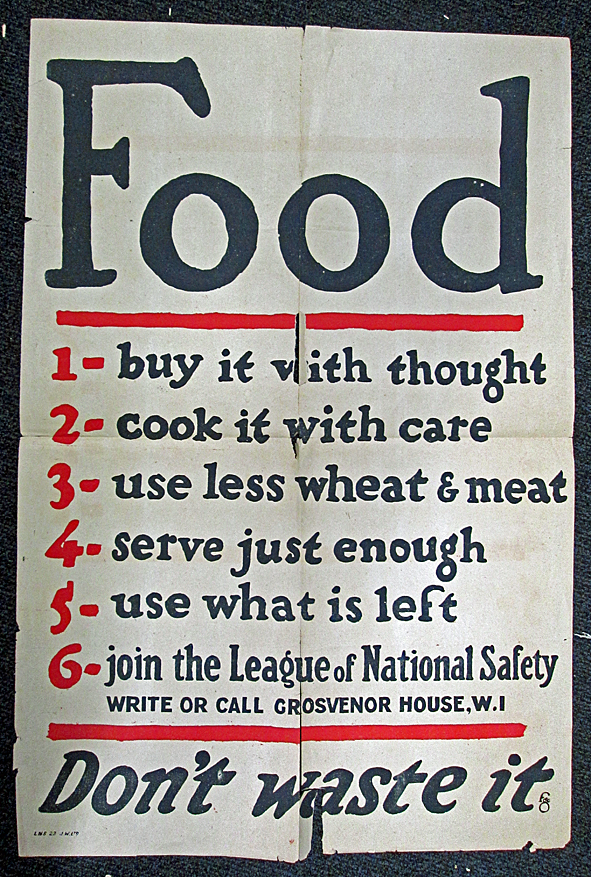 Food
1- buy it with thought
2- cook it with care
3- use less wheat & meat
4- serve just enough
5- use what is left
6- join the League of National Safety
WRITE OR CALL GROSVENOR HOUSE, W.1
Don't waste it